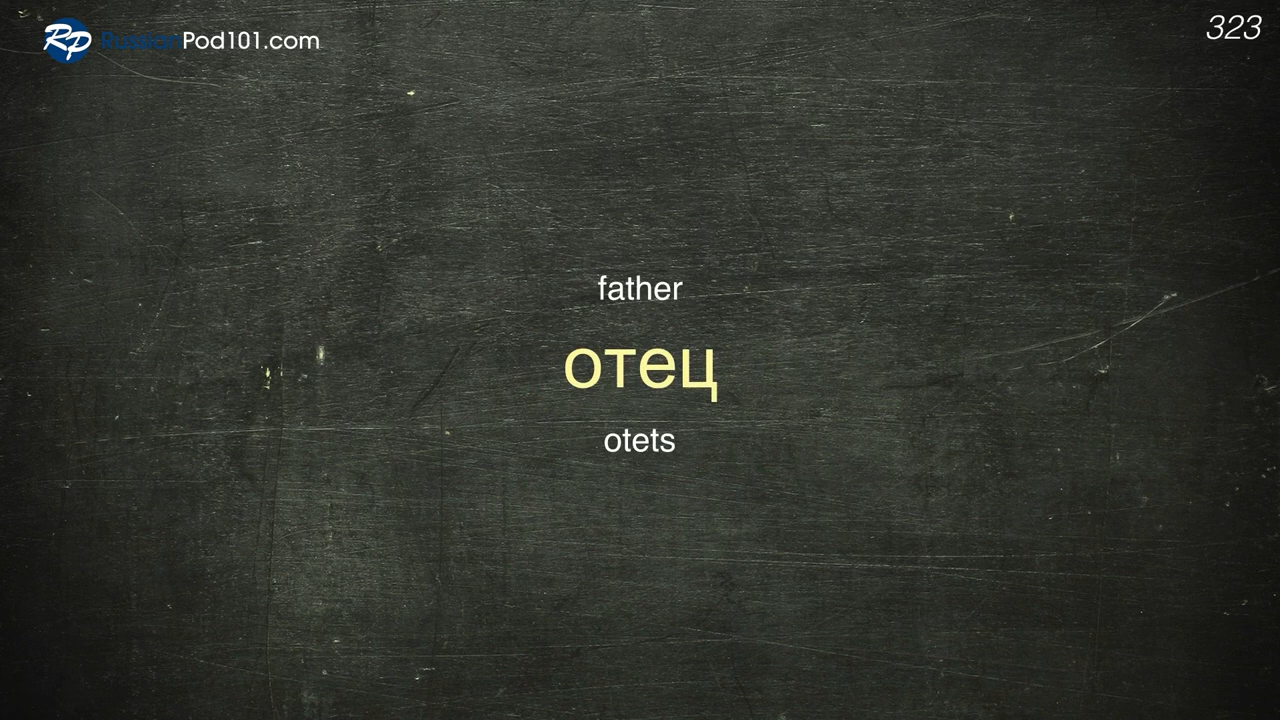 RussianPod101.com
323
father
отец
otets